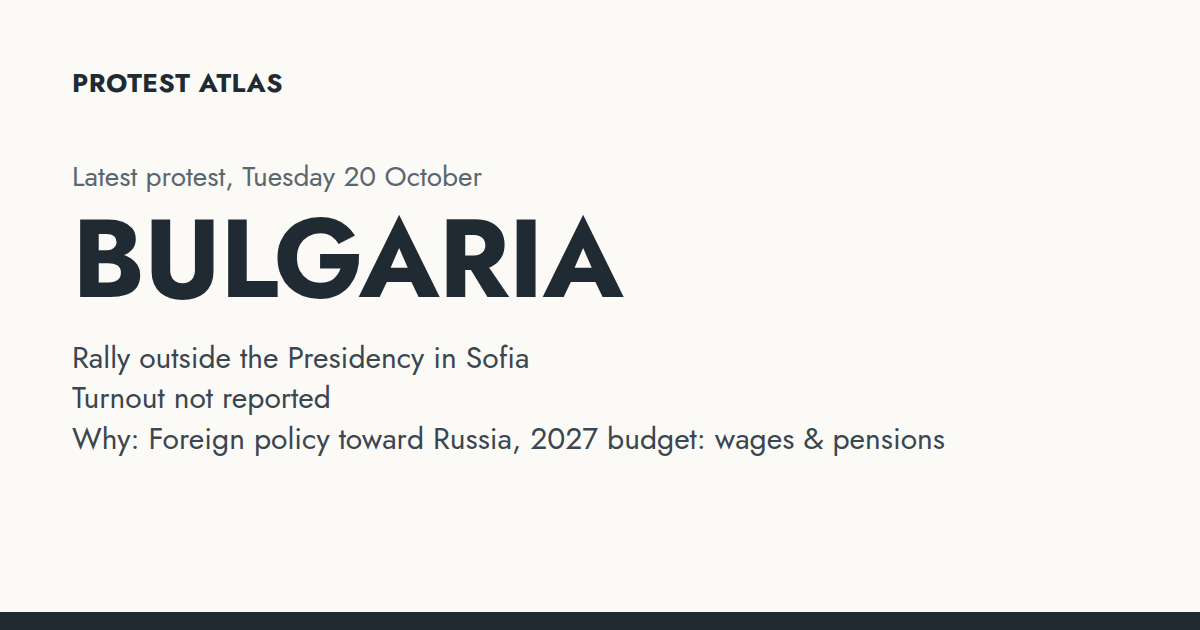 PROTEST ATLAS
Latest protest, Tuesday 20 October
BULGARIA
Rally outside the Presidency in Sofia
Turnout not reported
Why: Foreign policy toward Russia, 2027 budget: wages & pensions